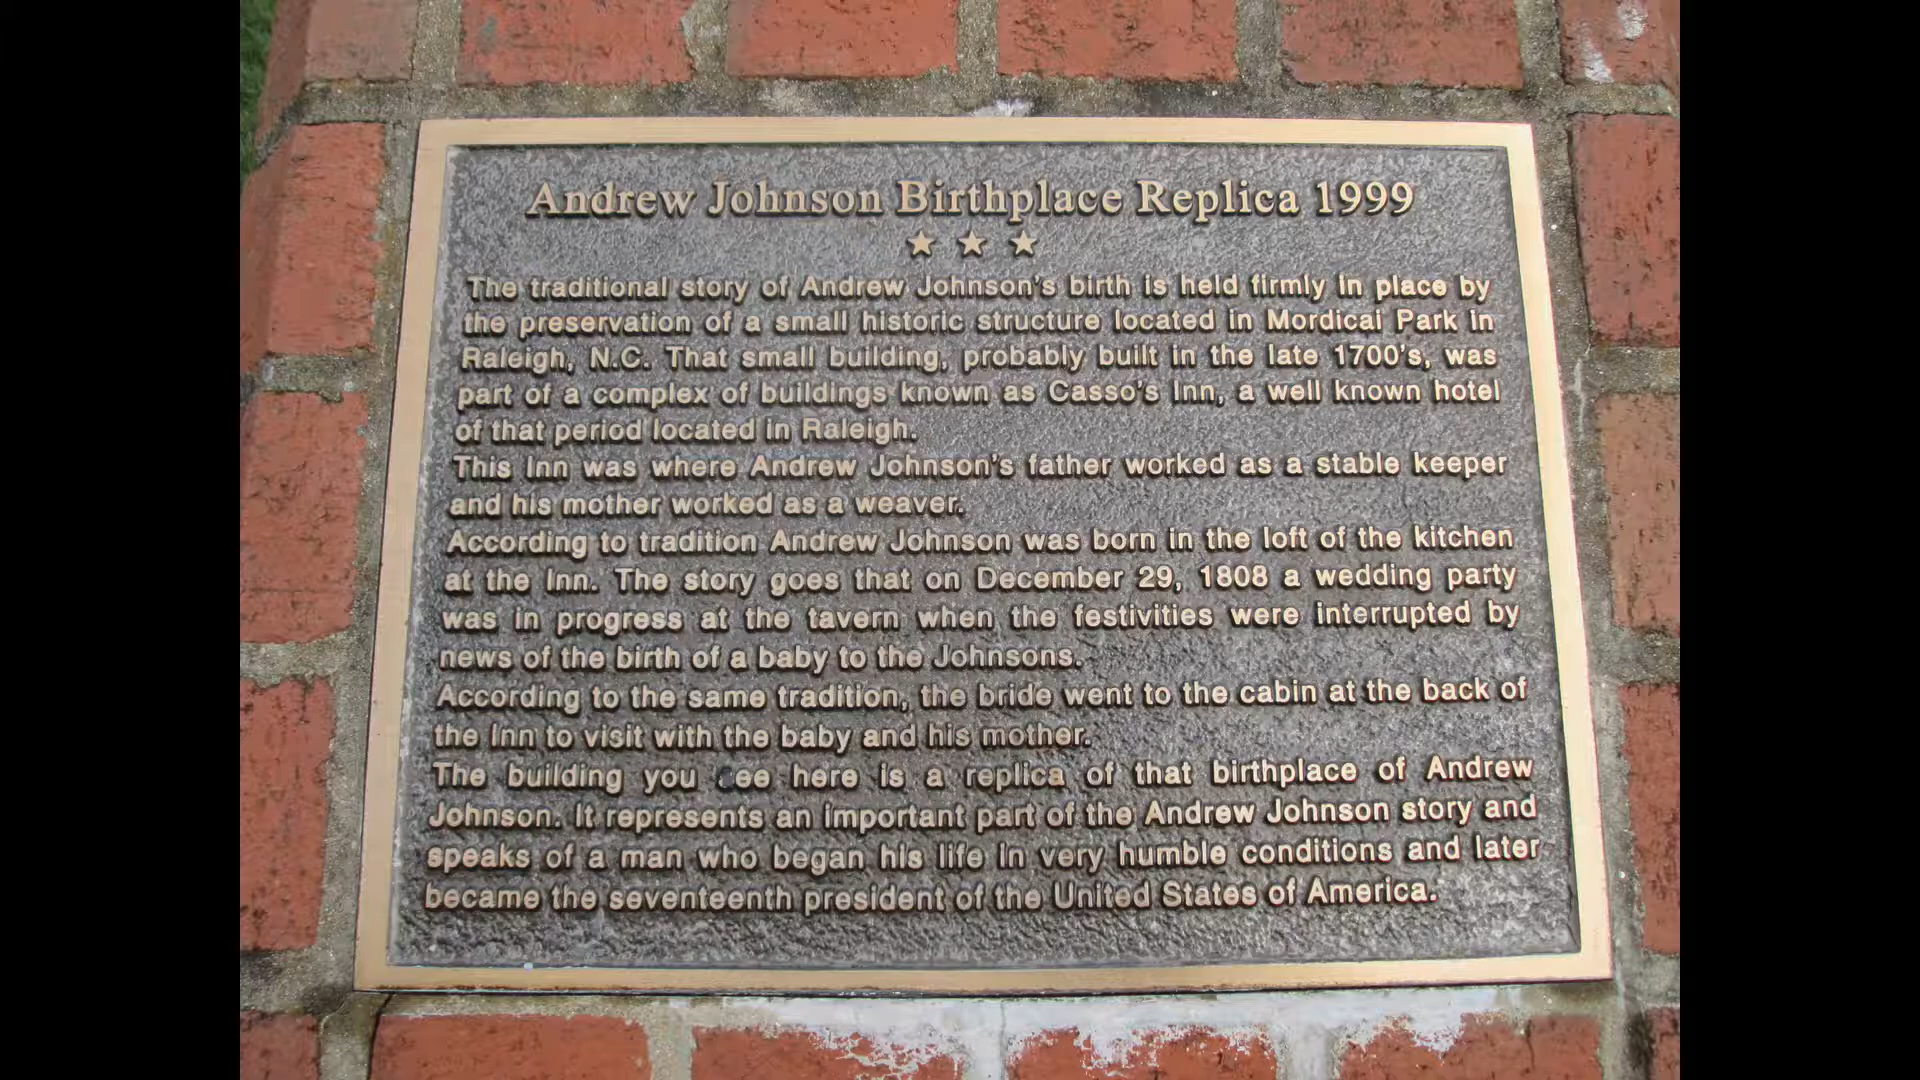 Andrew Johnson Birthplace Replica 1999
The traditional story of Andrew Johnson's birth is held firmly in place by
the preservation of a small historic structure located in Mordicai Park in
Raleigh, N.C. That small building, probably built in the late 1700's, was
part of a complex of buildings known as Casso's Inn, a well known hotel
of that period located in Raleigh.
This Inn was where Andrew Johnson's father worked as a stable keeper
and his mother worked as a weaver.
According to tradition Andrew Johnson was born in the loft of the kitchen
at the Inn. The story goes that on December 29, 1808 a wedding party
was in progress at the tavern when the festivities were interrupted by
news of the birth of a baby to the Johnsons.
According to the same tradition, the bride went to the cabin at the back of
the Inn to visit with the baby and his mother.
The building you see here is a replica of that birthplace of Andrew
Johnson. It represents an important part of the Andrew Johnson story and
speaks of a man who began his life in very humble conditions and later
became the seventeenth president of the United States of America.